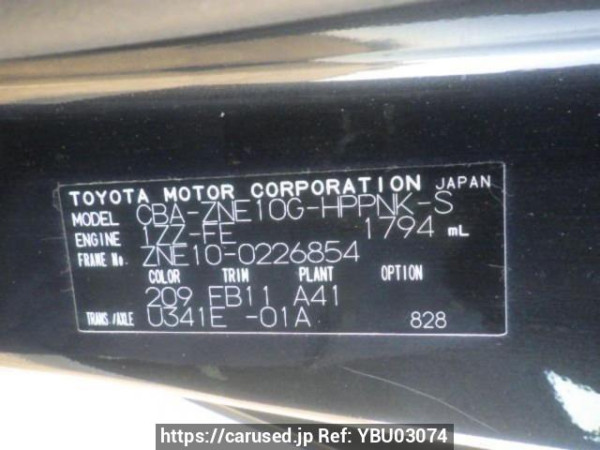 TOYOTA MOTOR CORPORATION JAPAN
MODEL CBA-ZNE10G-HPPNK-S
ENGINE 1ZZ-FE 1794 mL
FRAME No. ZNE10-0226854
COLOR TRIM PLANT OPTION
209 EB11 A41
TRANS./AXLE U341E -01A 828
https://carused.jp Ref: YBU03074